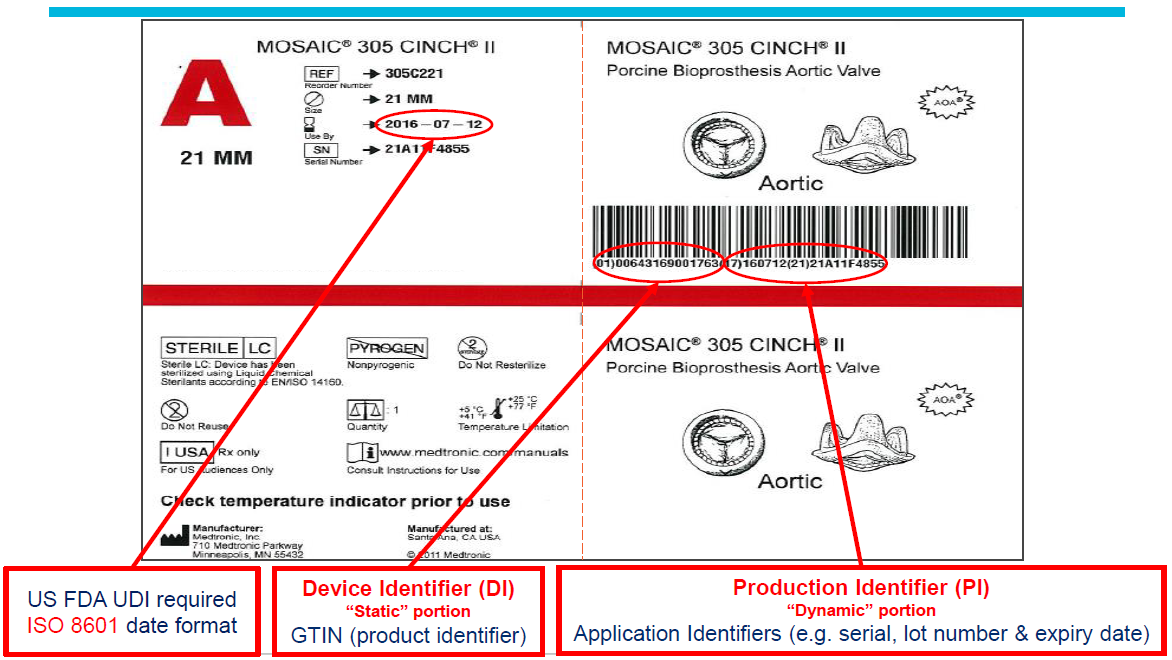 MOSAIC® 305 CINCH® II
A
21 MM
REF → 305C221
Reorder Number
→ 21 MM
Size
→ 2016-07-12
Use By
SN → 21A11F4855
Serial Number
MOSAIC® 305 CINCH® II
Porcine Bioprosthesis Aortic Valve
AOA®
Aortic
(01)00643169001763(17)160712(21)21A11F4855
STERILE LC
Sterile LC: Device has been
sterilized using Liquid Chemical
Sterilants according to EN/ISO 14160.
PYROGEN
Nonpyrogenic
2
STERILIZE
Do Not Resterilize
2
Do Not Reuse
: 1
Quantity
+5 °C
+41 °F
+25 °C
+77 °F
Temperature Limitation
! USA Rx only
For US Audiences Only
i www.medtronic.com/manuals
Consult Instructions for Use
Check temperature indicator prior to use
Manufacturer:
Medtronic, Inc.
710 Medtronic Parkway
Minneapolis, MN 55432
Manufactured at:
Santa Ana, CA USA
© 2011 Medtronic
MOSAIC® 305 CINCH® II
Porcine Bioprosthesis Aortic Valve
AOA®
Aortic
US FDA UDI required
ISO 8601 date format
Device Identifier (DI)
“Static” portion
GTIN (product identifier)
Production Identifier (PI)
“Dynamic” portion
Application Identifiers (e.g. serial, lot number & expiry date)